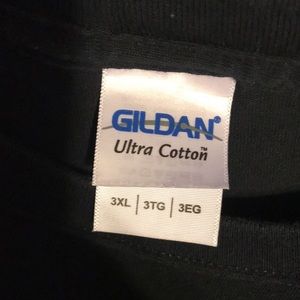 GILDAN®
Ultra Cotton™
3XL | 3TG | 3EG